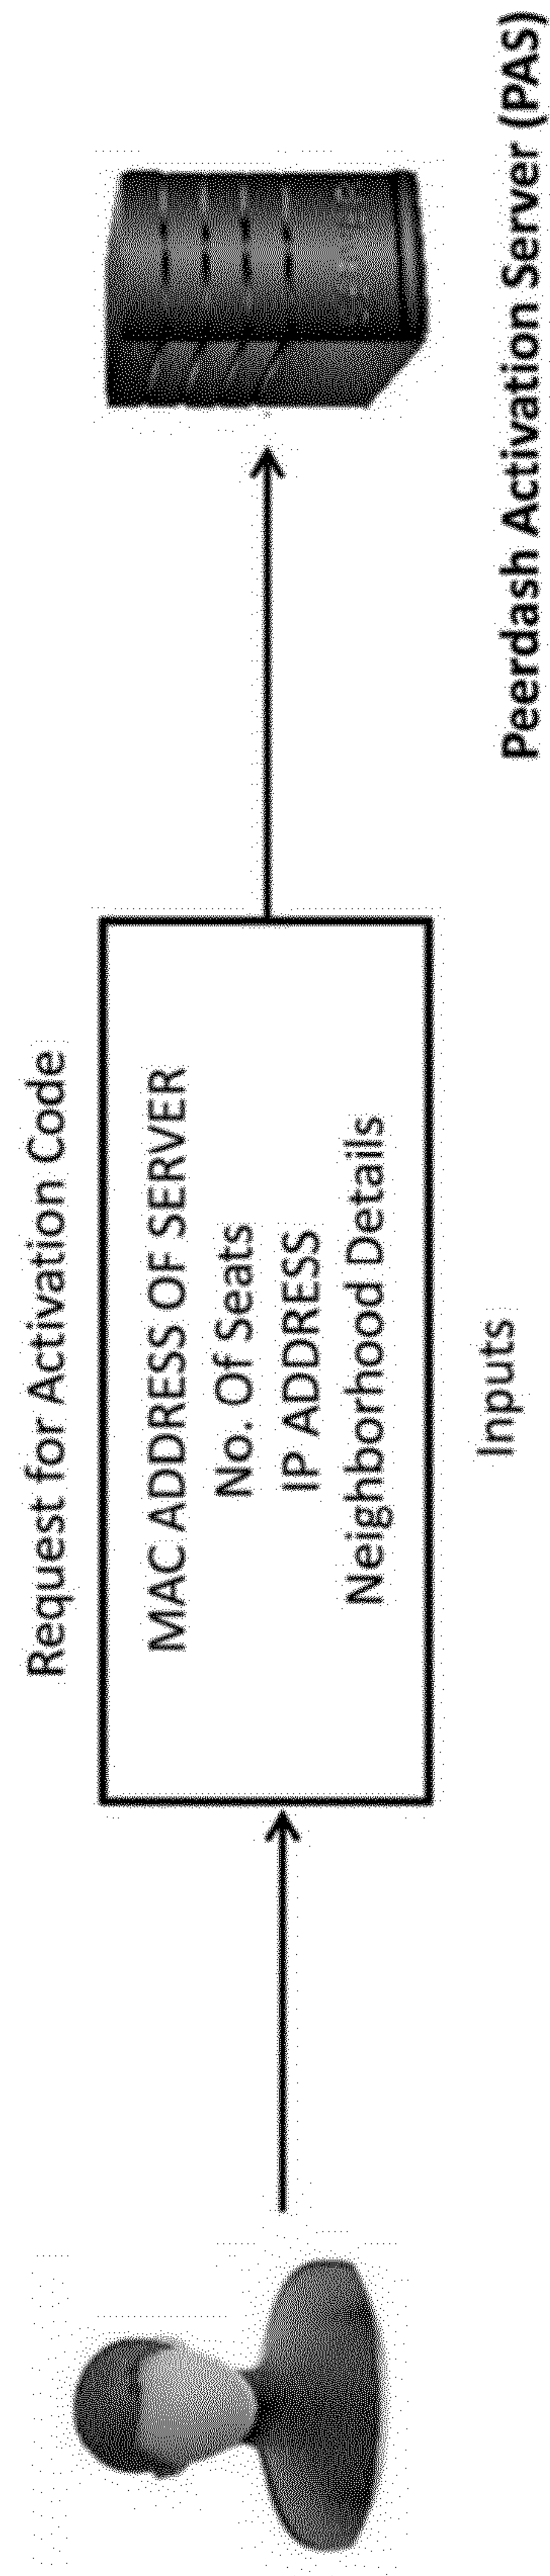 Request for Activation Code
MAC ADDRESS OF SERVER
No. Of Seats
IP ADDRESS
Neighborhood Details
Inputs
Peerdash Activation Server (PAS)